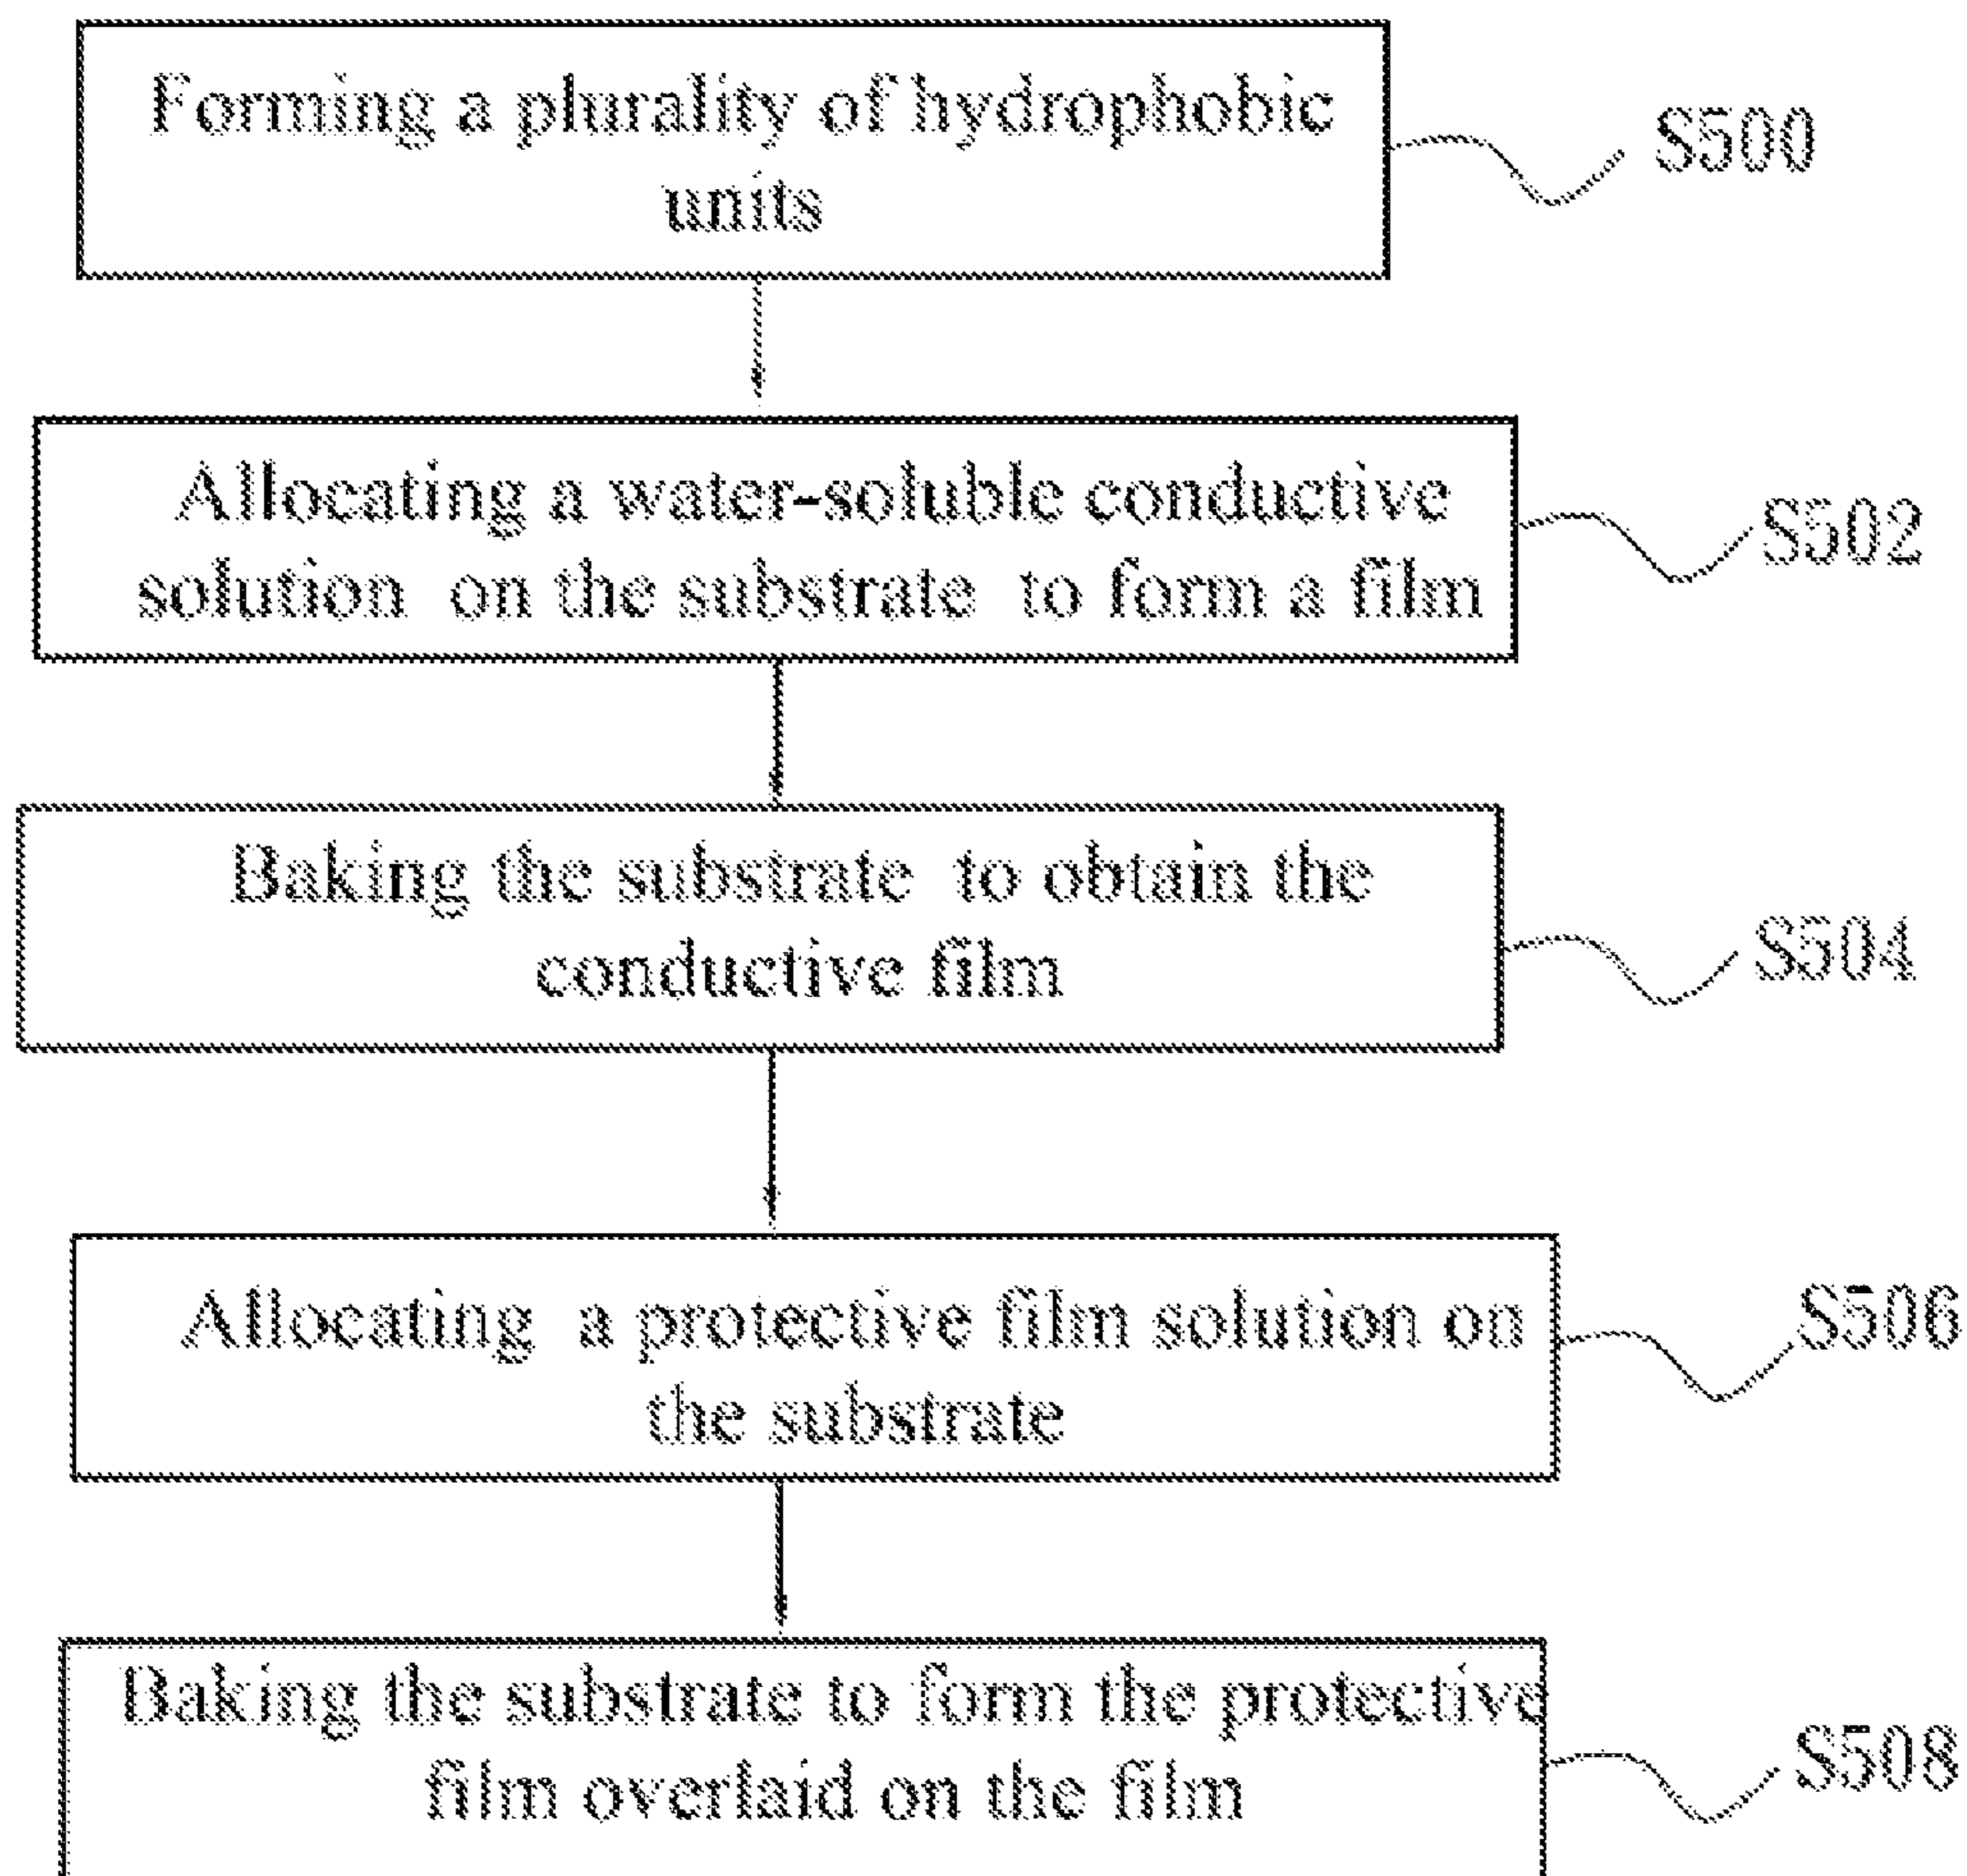 Forming a plurality of hydrophobic
units
S500
Allocating a water-soluble conductive
solution on the substrate to form a film
S502
Baking the substrate to obtain the
conductive film
S504
Allocating a protective film solution on
the substrate
S506
Baking the substrate to form the protective
film overlaid on the film
S508